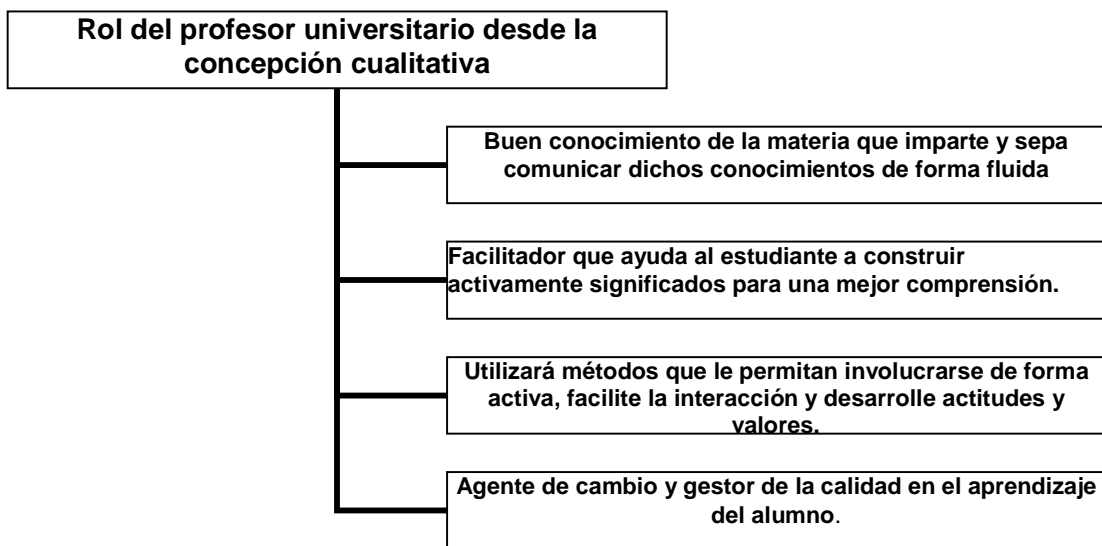 Rol del profesor universitario desde la
concepción cualitativa
Buen conocimiento de la materia que imparte y sepa
comunicar dichos conocimientos de forma fluida
Facilitador que ayuda al estudiante a construir
activamente significados para una mejor comprensión.
Utilizará métodos que le permitan involucrarse de forma
activa, facilite la interacción y desarrolle actitudes y
valores.
Agente de cambio y gestor de la calidad en el aprendizaje
del alumno.